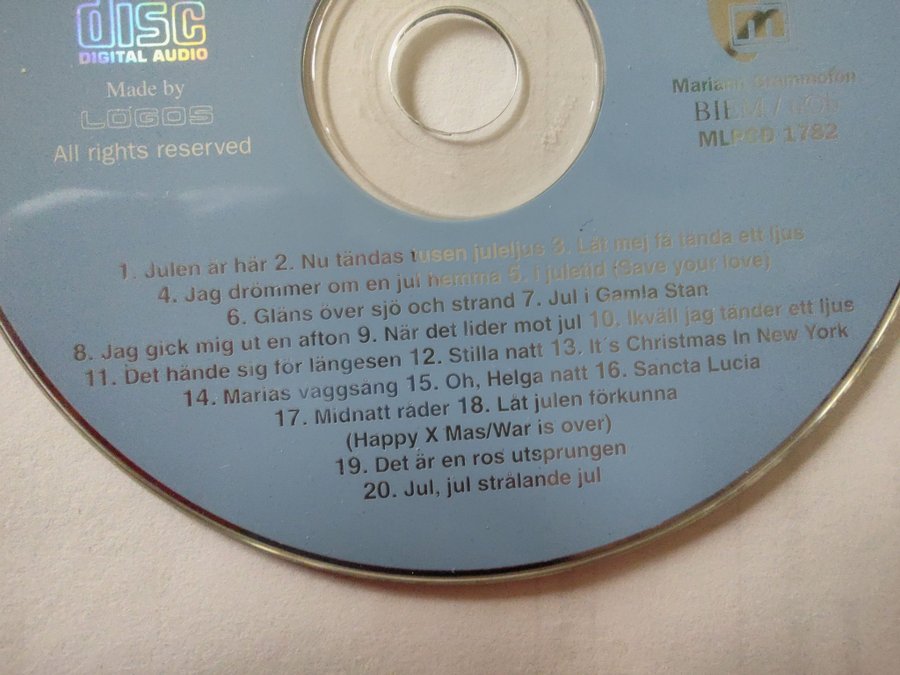 disc
DIGITAL AUDIO
Made by
LOGOS
All rights reserved
m
Mariann Grammofon
BIEM / ncb
MLPCD 1782
1. Julen är här 2. Nu tändas tusen juleljus 3. Låt mej få tända ett ljus
4. Jag drömmer om en jul hemma 5. I juletid (Save your love)
6. Gläns över sjö och strand 7. Jul i Gamla Stan
8. Jag gick mig ut en afton 9. När det lider mot jul 10. Ikväll jag tänder ett ljus
11. Det hände sig för längesen 12. Stilla natt 13. It´s Christmas In New York
14. Marias vaggsång 15. Oh, Helga natt 16. Sancta Lucia
17. Midnatt råder 18. Låt julen förkunna
(Happy X Mas/War is over)
19. Det är en ros utsprungen
20. Jul, jul strålande jul